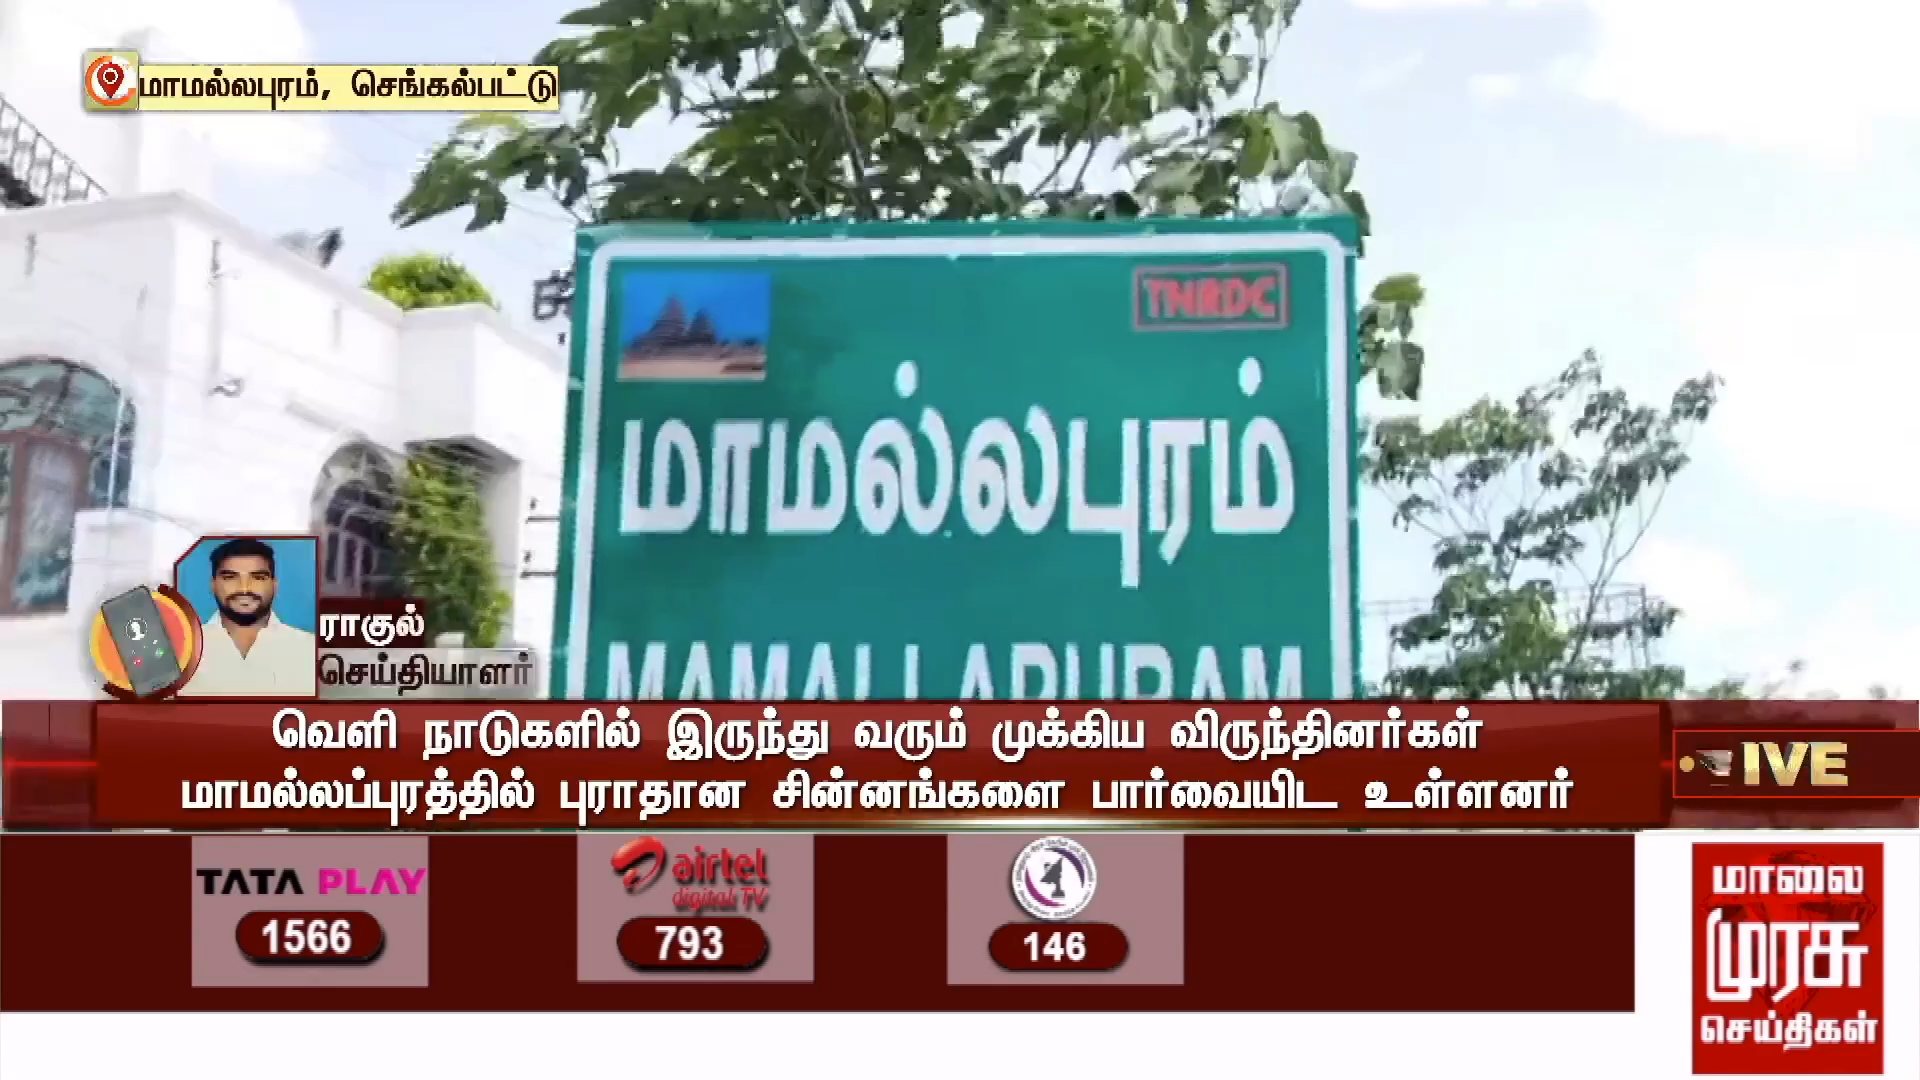 மாமல்லபுரம், செங்கல்பட்டு
TNRDC
மாமல்லபுரம்
MAMALLAPURAM
ராகுல்
செய்தியாளர்
வெளி நாடுகளில் இருந்து வரும் முக்கிய விருந்தினர்கள்
மாமல்லப்புரத்தில் புராதான சின்னங்களை பார்வையிட உள்ளனர்
IVE
TATA PLAY
1566
airtel
digital TV
793
146
மாலை
முரசு
செய்திகள்